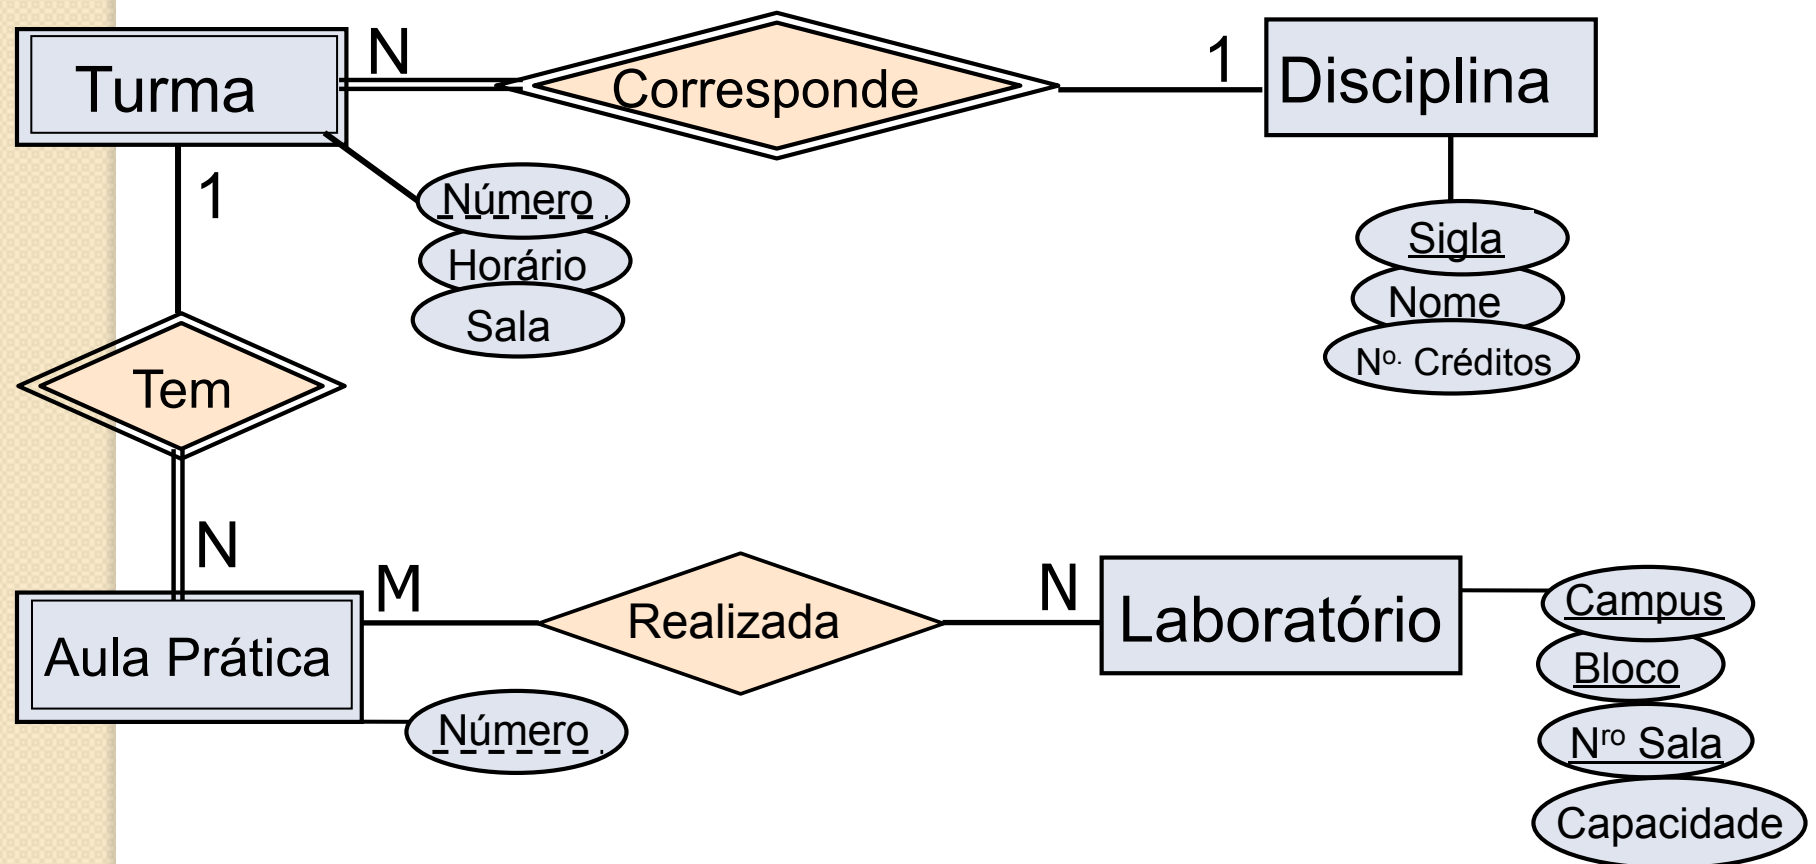 Turma
N
Corresponde
1
Disciplina
1
Número
Horário
Sala
Sigla
Nome
Nº. Créditos
Tem
N
Aula Prática
M
Realizada
N
Laboratório
Número
Campus
Bloco
Nro Sala
Capacidade